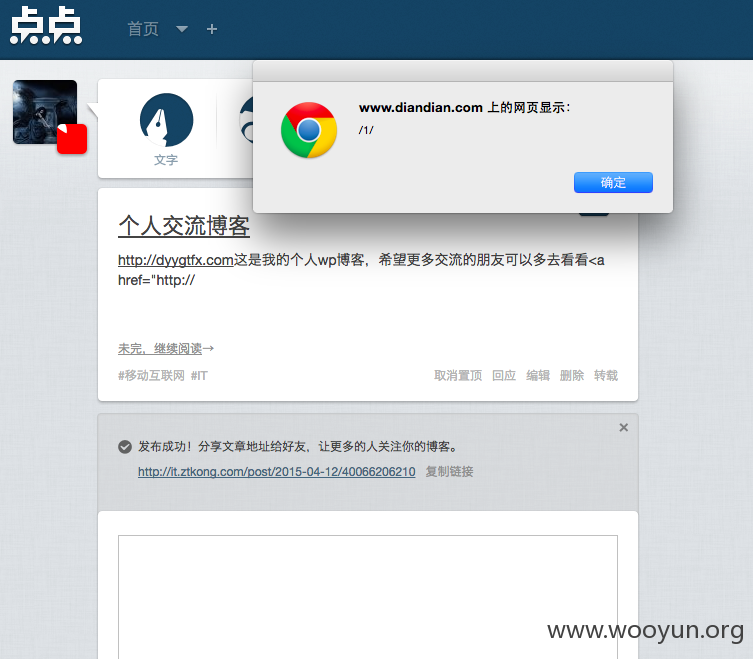 点点
首页
+
www.diandian.com 上的网页显示：
/1/
确定
文字
个人交流博客
http://dyygtfx.com这是我的个人wp博客，希望更多交流的朋友可以多去看看<a
href="http://
未完，继续阅读→
#移动互联网 #IT
取消置顶 回应 编辑 删除 转载
发布成功！分享文章地址给好友，让更多的人关注你的博客。
http://it.ztkong.com/post/2015-04-12/40066206210 复制链接
www.wooyun.org